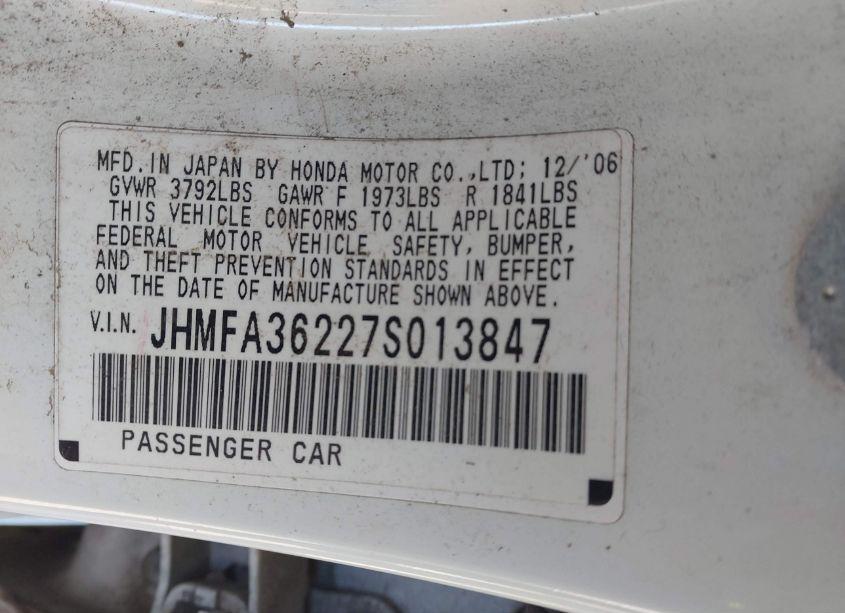 MFD. IN JAPAN BY HONDA MOTOR CO.,LTD; 12/'06
GVWR 3792LBS GAWR F 1973LBS R 1841LBS
THIS VEHICLE CONFORMS TO ALL APPLICABLE
FEDERAL MOTOR VEHICLE SAFETY, BUMPER,
AND THEFT PREVENTION STANDARDS IN EFFECT
ON THE DATE OF MANUFACTURE SHOWN ABOVE.
V.I.N. JHMFA36227S013847
PASSENGER CAR